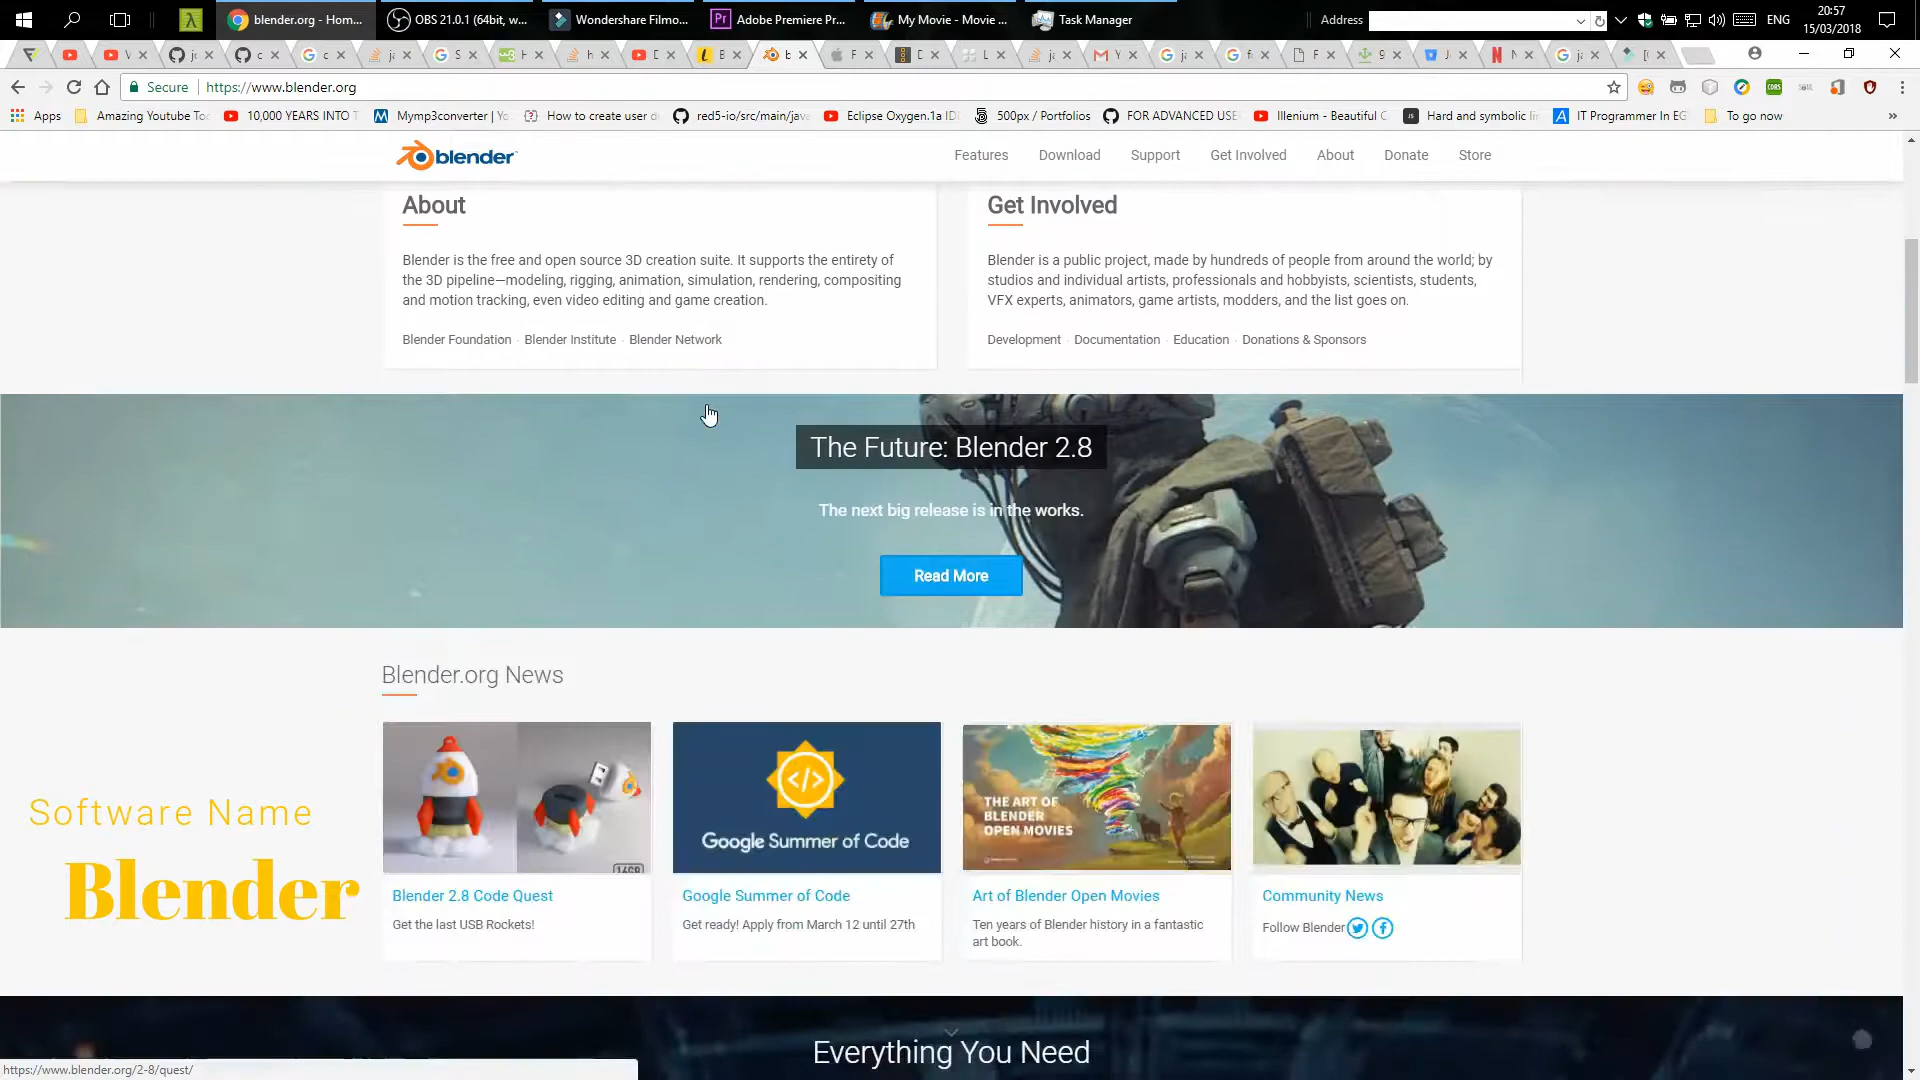 blender.org - Hom...
OBS 21.0.1 (64bit, w...
Wondershare Filmo...
Adobe Premiere Pr...
My Movie - Movie ...
Task Manager
Address
ENG
20:57
15/03/2018
Secure
https://www.blender.org
Apps
Amazing Youtube To
10,000 YEARS INTO T
Mymp3converter | Yo
How to create user d
red5-io/src/main/java
Eclipse Oxygen.1a IDE
500px / Portfolios
FOR ADVANCED USE
Illenium - Beautiful C
Hard and symbolic li
IT Programmer In EG
To go now
blender
Features
Download
Support
Get Involved
About
Donate
Store
About
Blender is the free and open source 3D creation suite. It supports the entirety of
the 3D pipeline—modeling, rigging, animation, simulation, rendering, compositing
and motion tracking, even video editing and game creation.
Blender Foundation · Blender Institute · Blender Network
Get Involved
Blender is a public project, made by hundreds of people from around the world; by
studios and individual artists, professionals and hobbyists, scientists, students,
VFX experts, animators, game artists, modders, and the list goes on.
Development · Documentation · Education · Donations & Sponsors
The Future: Blender 2.8
The next big release is in the works.
Read More
Blender.org News
16GB
Blender 2.8 Code Quest
Get the last USB Rockets!
Google Summer of Code
Google Summer of Code
Get ready! Apply from March 12 until 27th
THE ART OF
BLENDER
OPEN MOVIES
Art of Blender Open Movies
Ten years of Blender history in a fantastic
art book.
Community News
Follow Blender
Software Name
Blender
Everything You Need
https://www.blender.org/2-8/quest/